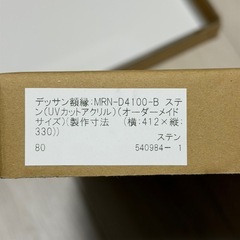 デッサン額縁:MRN-D4100-B ステ
ン(UVカットアクリル)(オーダーメイド
サイズ)(製作寸法 (横:412×縦:
330))
ステン
80 640984- 1